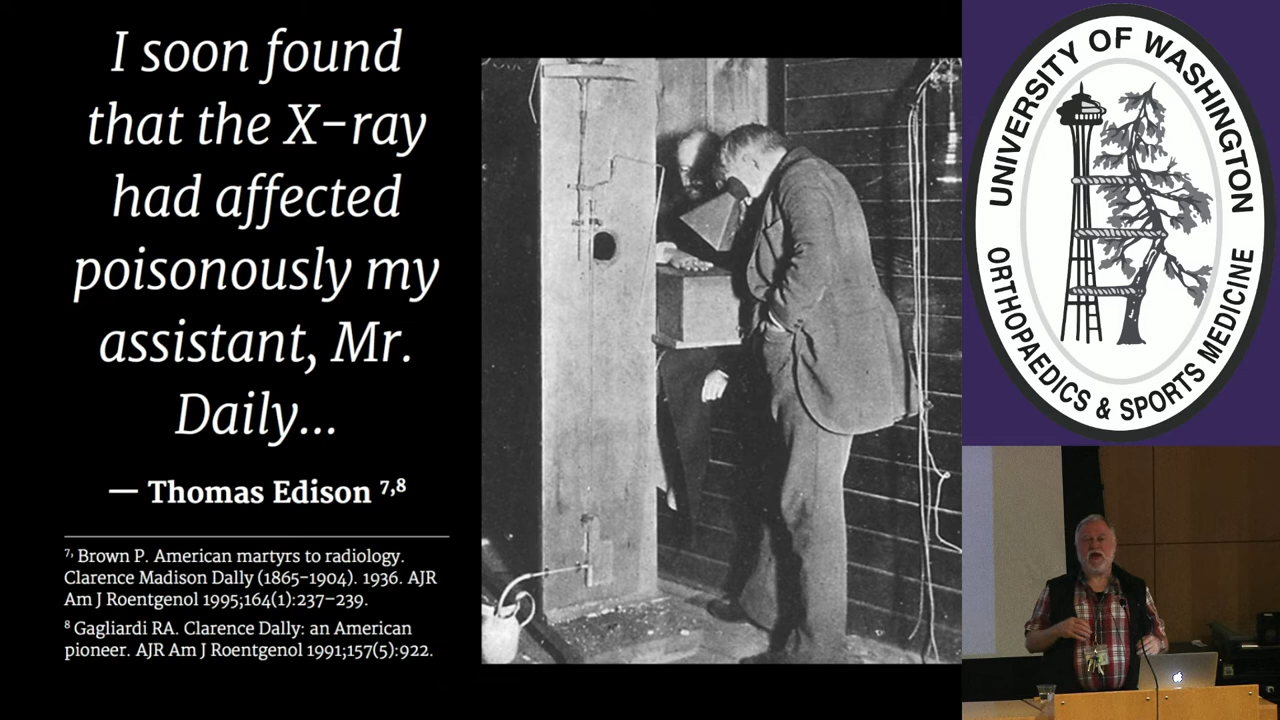 I soon found
that the X-ray
had affected
poisonously my
assistant, Mr.
Daily...
— Thomas Edison 7,8
7, Brown P. American martyrs to radiology.
Clarence Madison Dally (1865–1904). 1936. AJR
Am J Roentgenol 1995;164(1):237–239.
8 Gagliardi RA. Clarence Dally: an American
pioneer. AJR Am J Roentgenol 1991;157(5):922.
UNIVERSITY OF WASHINGTON
ORTHOPAEDICS & SPORTS MEDICINE